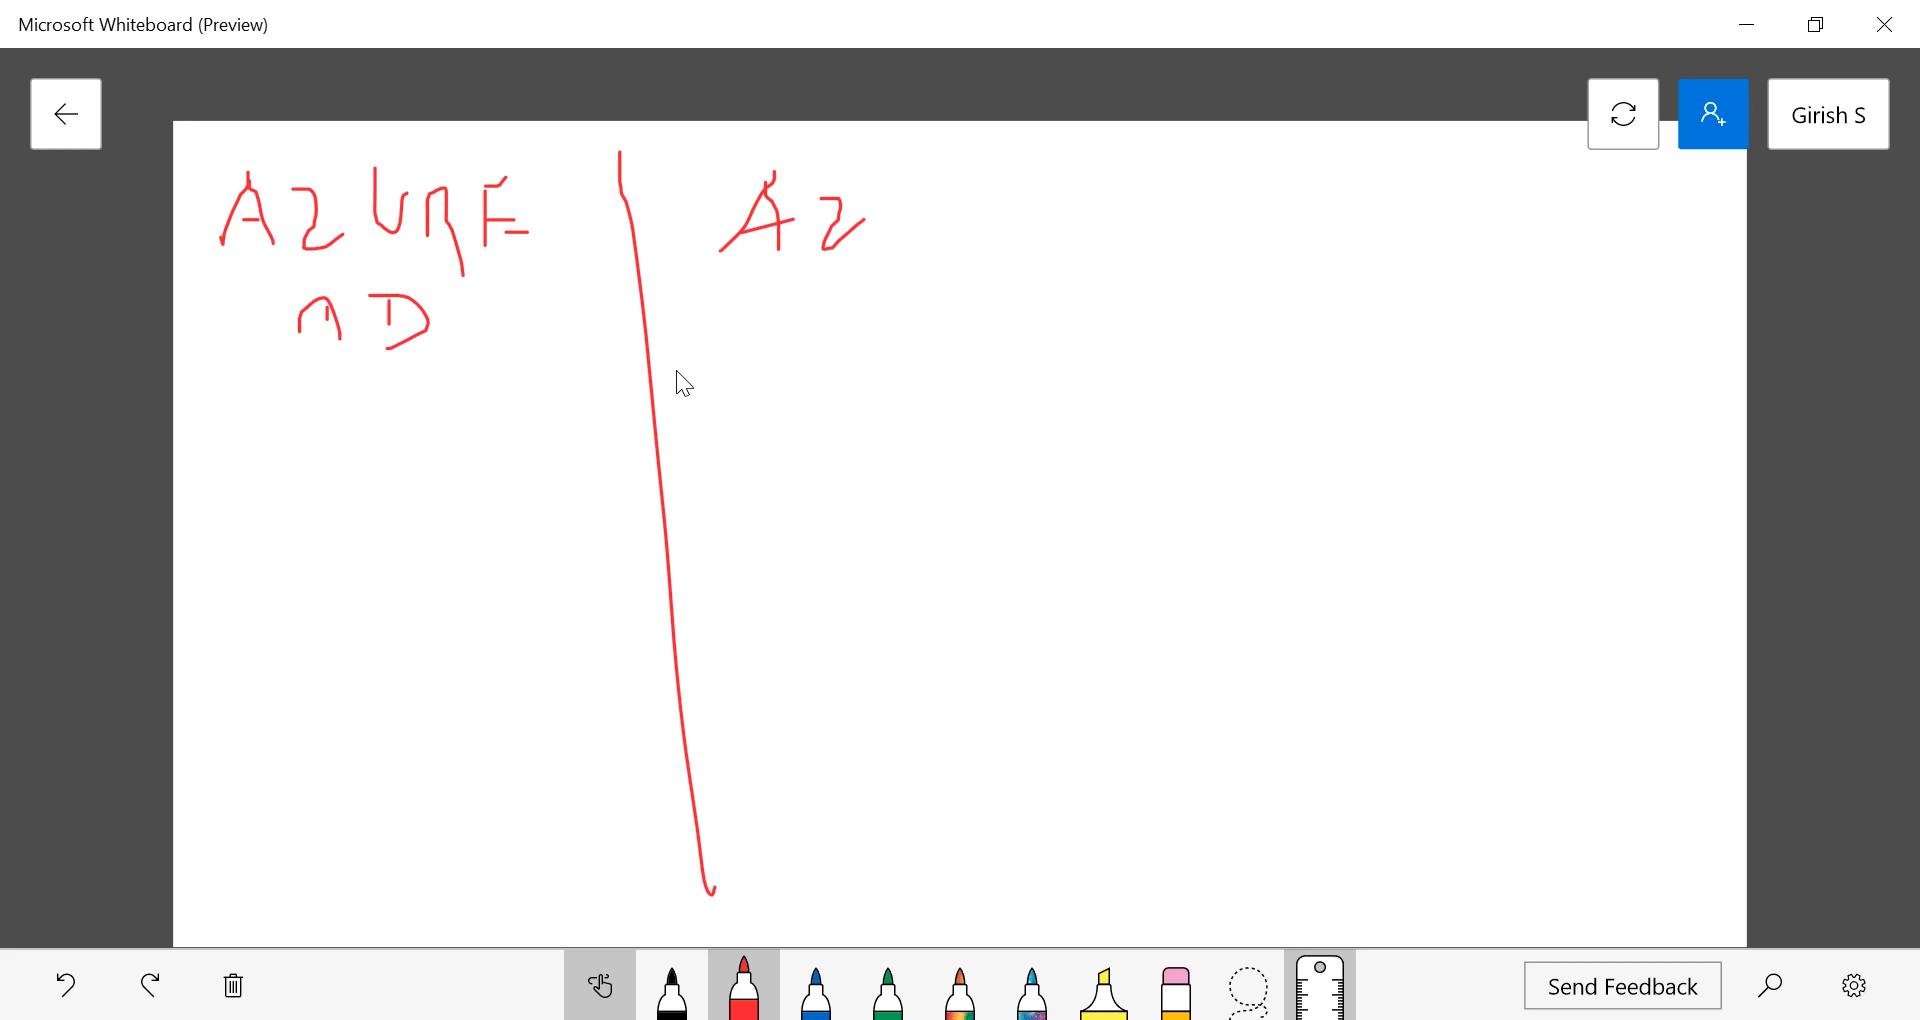 Microsoft Whiteboard (Preview)
Girish S
AZURE
AD
AZ
Send Feedback